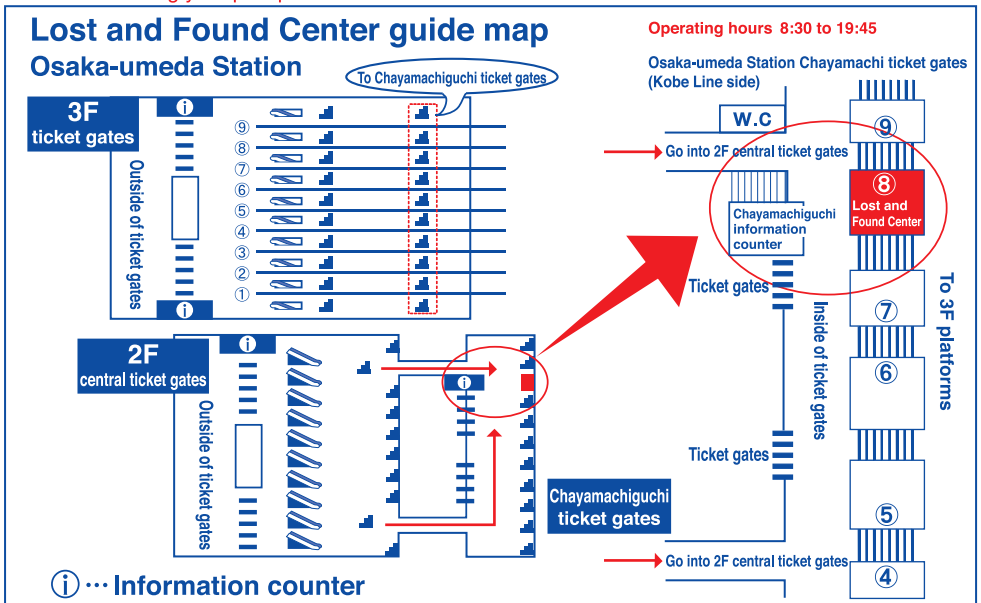 Lost and Found Center guide map
Osaka-umeda Station
Operating hours 8:30 to 19:45
Osaka-umeda Station Chayamachi ticket gates
(Kobe Line side)
To Chayamachiguchi ticket gates
3F
ticket gates
i
Outside of ticket gates
⑨
⑧
⑦
⑥
⑤
④
③
②
①
i
2F
central ticket gates
i
Outside of ticket gates
i
Chayamachiguchi
ticket gates
W.C
Go into 2F central ticket gates
Chayamachiguchi
information
counter
Ticket gates
Inside of ticket gates
Ticket gates
Go into 2F central ticket gates
⑨
⑧
Lost and
Found Center
⑦
⑥
⑤
④
To 3F platforms
i ··· Information counter